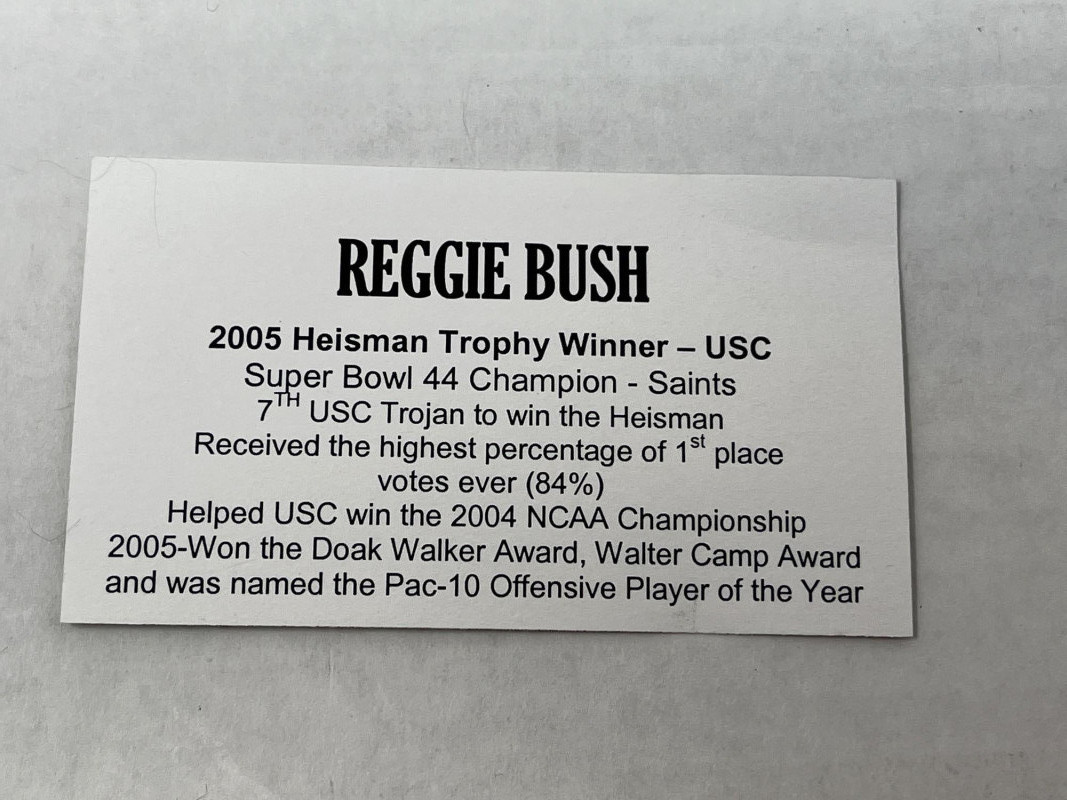 REGGIE BUSH
2005 Heisman Trophy Winner – USC
Super Bowl 44 Champion - Saints
7TH USC Trojan to win the Heisman
Received the highest percentage of 1st place
votes ever (84%)
Helped USC win the 2004 NCAA Championship
2005-Won the Doak Walker Award, Walter Camp Award
and was named the Pac-10 Offensive Player of the Year